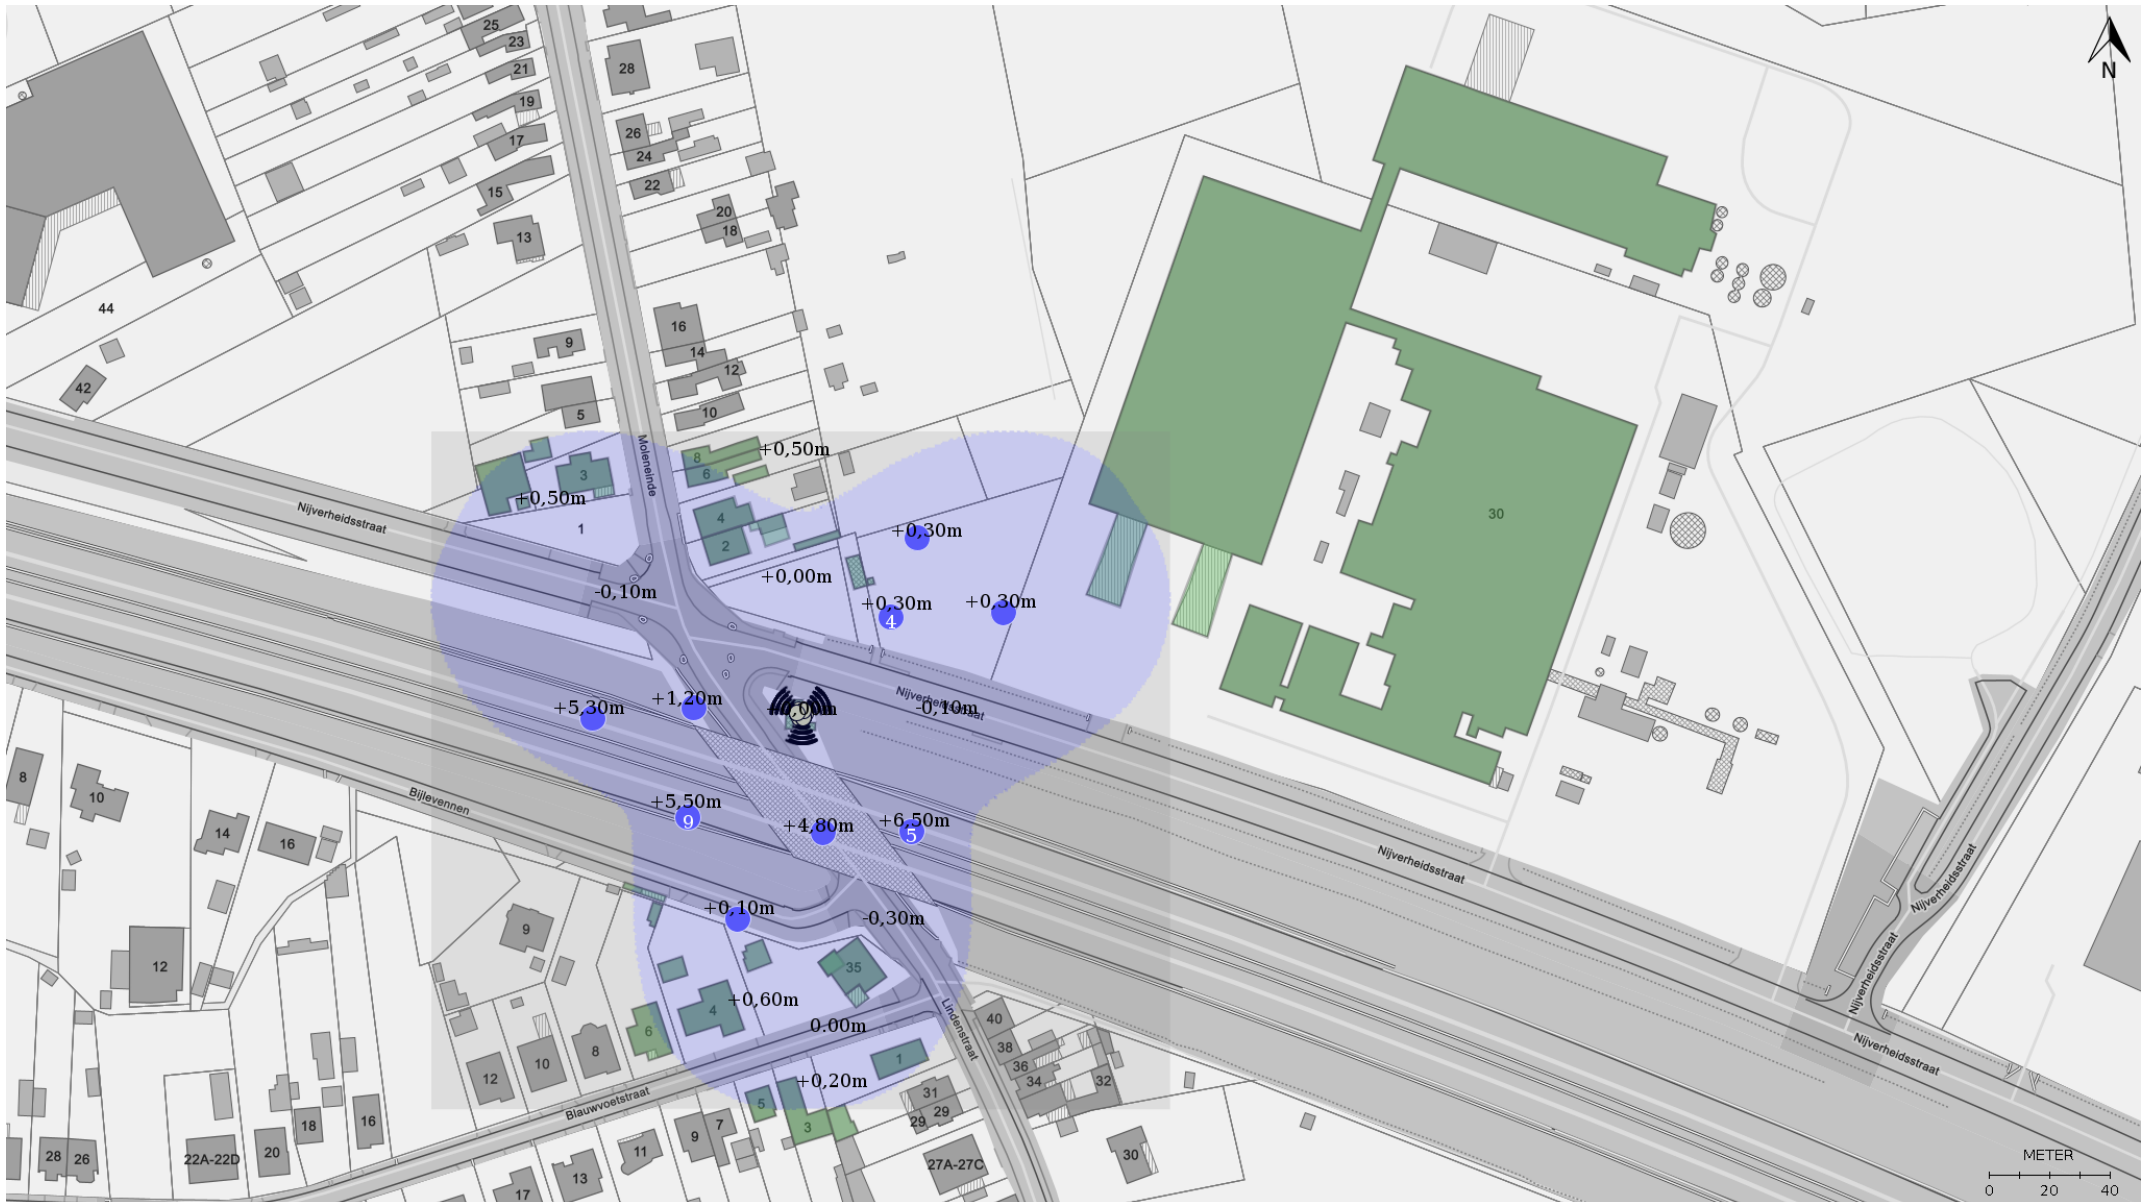 25
23
21
19
17
15
13
28
26
24
22
20
18
N
44
42
9
5
16
14
12
10
Moleneinde
8
6
+0,50m
3
+0,50m
1
4
2
Nijverheidsstraat
+0,30m
30
+0,00m
-0,10m
+0,30m
4
+0,30m
+5,30m
+1,20m
Nijverheidsstraat
-0,10m
+5,50m
9
+4,80m
+6,50m
5
Bijlevennen
8
10
14
16
12
9
+0,10m
-0,30m
35
+0,60m
4
0.00m
6
Lindenstraat
1
+0,20m
5
3
12
10
8
Blauwvoetstraat
40
38
36
34
32
31
29
29
27A-27C
30
9
7
11
13
17
28
26
22A-22D
20
18
16
Nijverheidsstraat
Nijverheidsstraat
Nijverheidsstraat
Nijverheidsstraat
METER
0 20 40